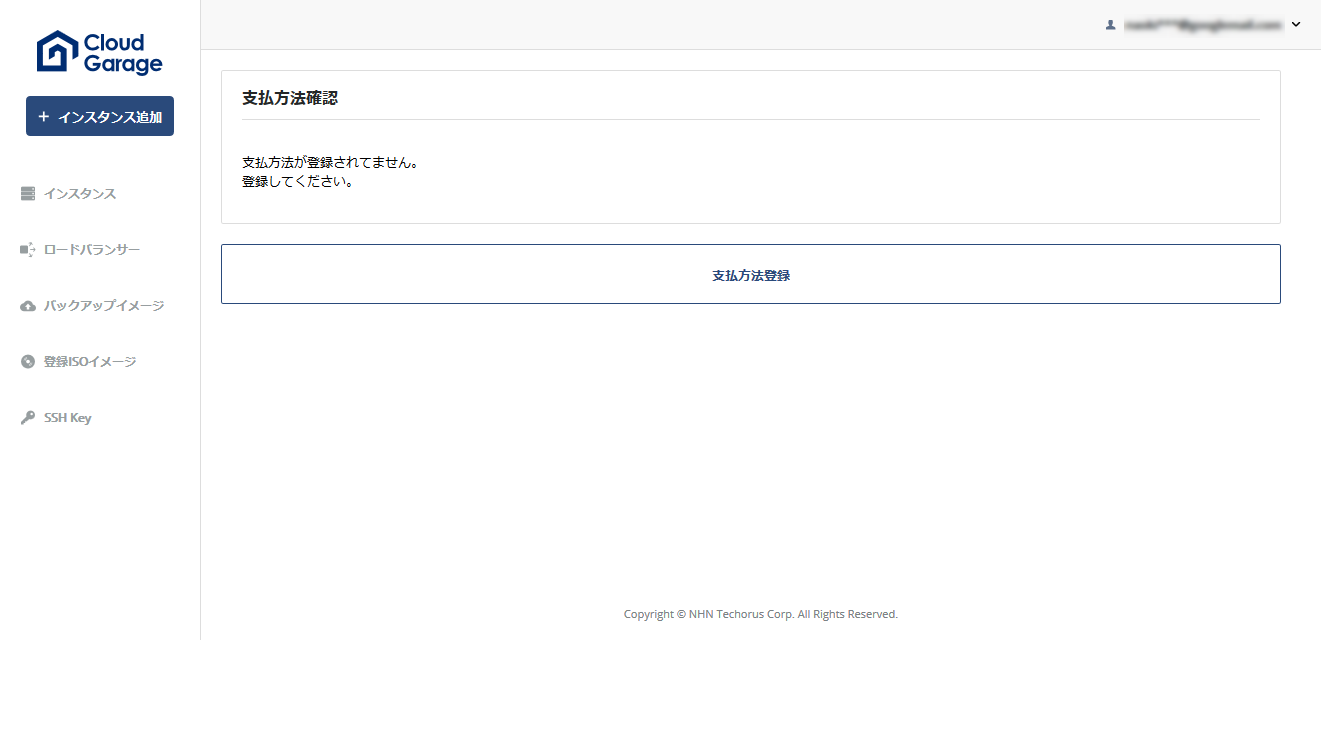 Cloud
Garage
+ インスタンス追加
インスタンス
ロードバランサー
バックアップイメージ
登録ISOイメージ
SSH Key
支払方法確認
支払方法が登録されてません。
登録してください。
支払方法登録
Copyright © NHN Techorus Corp. All Rights Reserved.